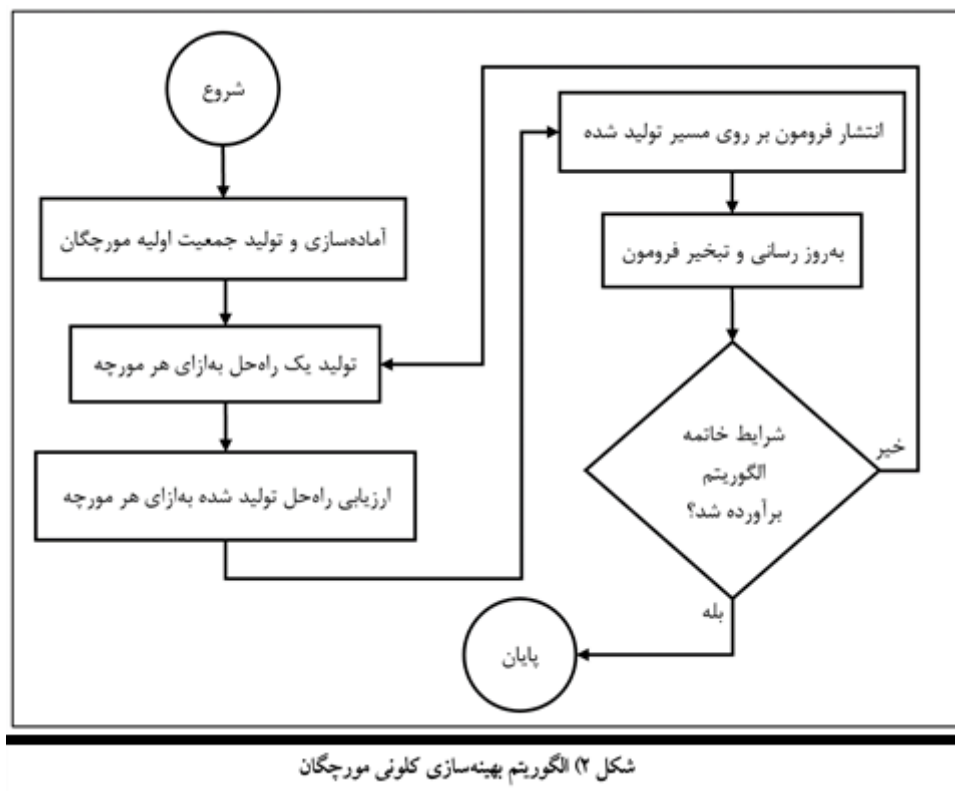 شروع
آماده‌سازی و تولید جمعیت اولیه مورچگان
تولید یک راه‌حل به‌ازای هر مورچه
ارزیابی راه‌حل تولید شده به‌ازای هر مورچه
انتشار فرومون بر روی مسیر تولید شده
به‌روز رسانی و تبخیر فرومون
شرایط خاتمه
الگوریتم
برآورده شد؟
خیر
بله
پایان
شکل ۲) الگوریتم بهینه‌سازی کلونی مورچگان